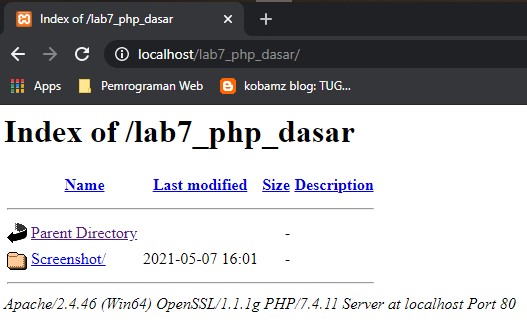 Index of /lab7_php_dasar
localhost/lab7_php_dasar/
Apps Pemrograman Web kobamz blog: TUG...
Index of /lab7_php_dasar
Name Last modified Size Description
Parent Directory -
Screenshot/ 2021-05-07 16:01 -
Apache/2.4.46 (Win64) OpenSSL/1.1.1g PHP/7.4.11 Server at localhost Port 80